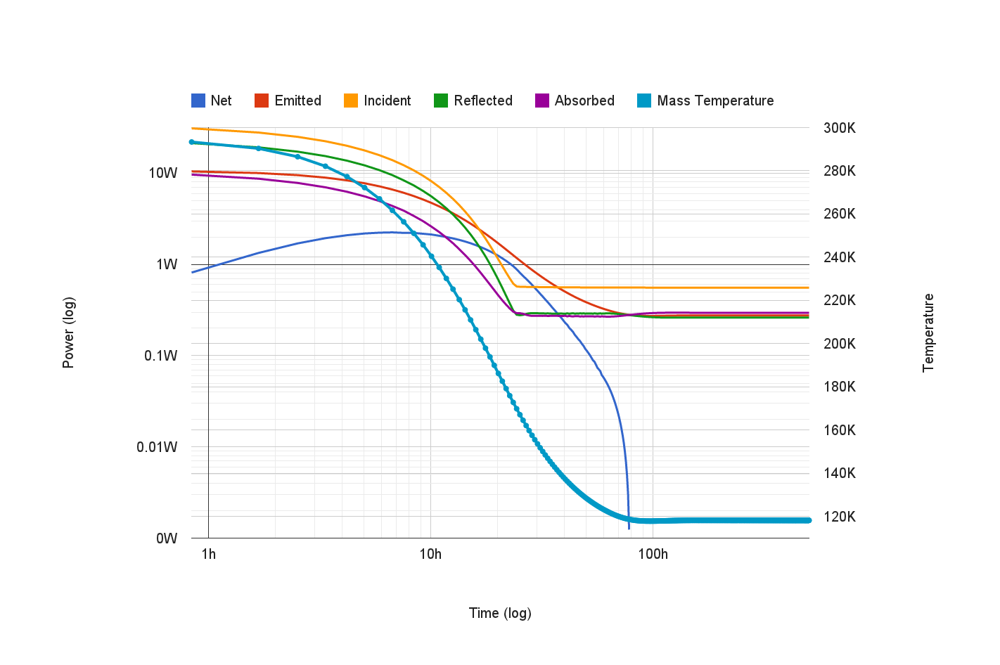 Net Emitted Incident Reflected Absorbed Mass Temperature
300K
10W
280K
260K
1W
240K
220K
0.1W
200K
180K
0.01W
160K
140K
120K
0W
1h 10h 100h
Power (log)
Temperature
Time (log)